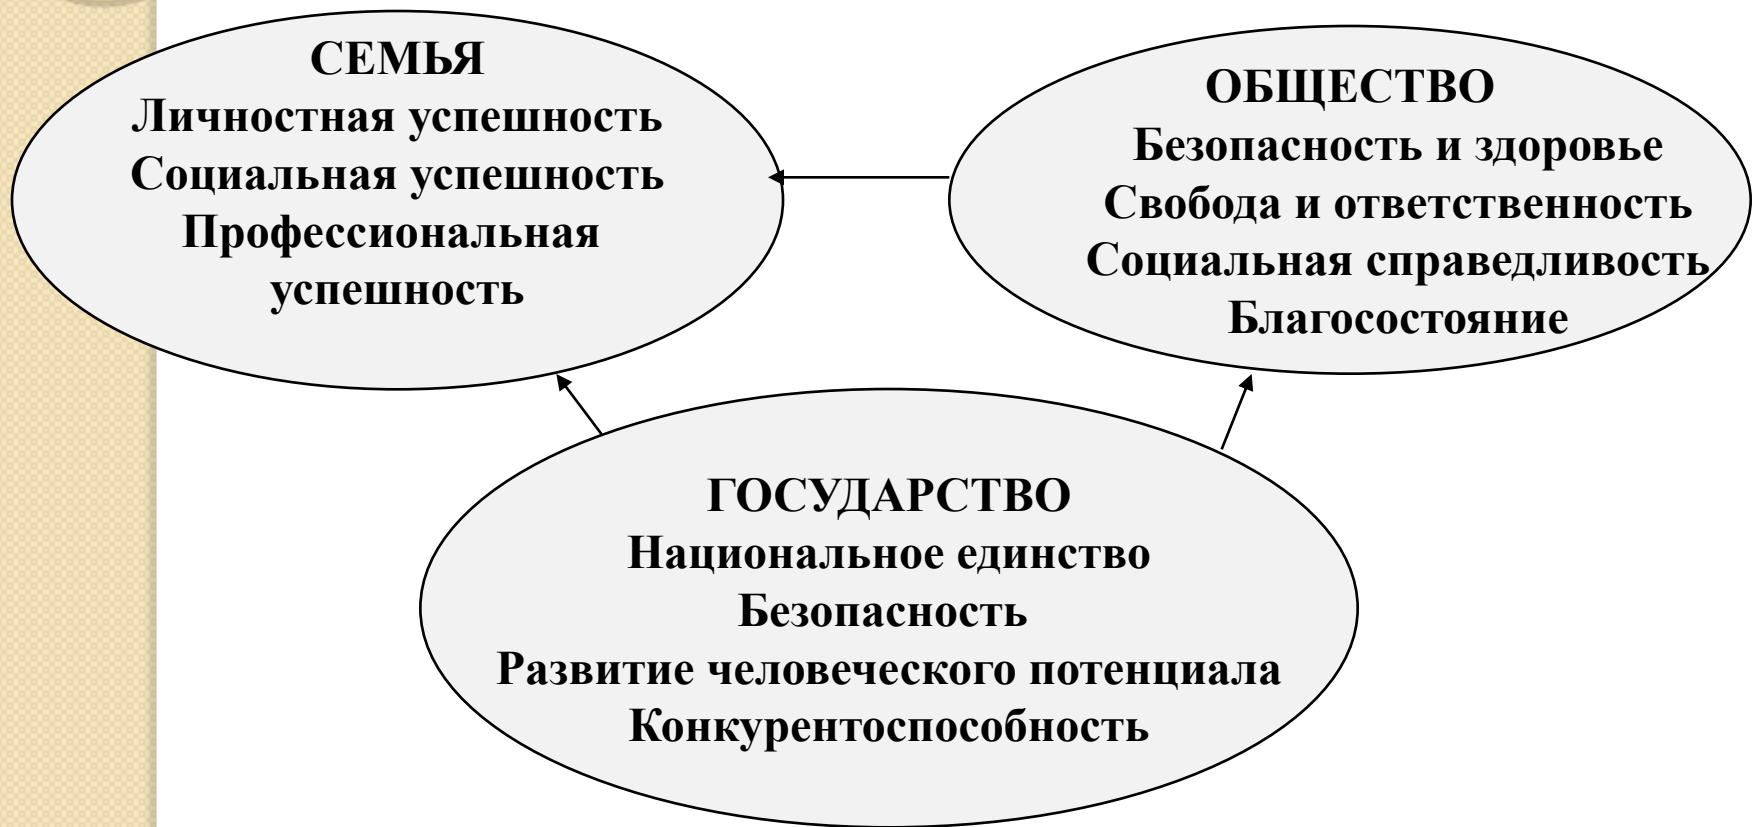 СЕМЬЯ
Личностная успешность
Социальная успешность
Профессиональная
успешность
ОБЩЕСТВО
Безопасность и здоровье
Свобода и ответственность
Социальная справедливость
Благосостояние
ГОСУДАРСТВО
Национальное единство
Безопасность
Развитие человеческого потенциала
Конкурентоспособность